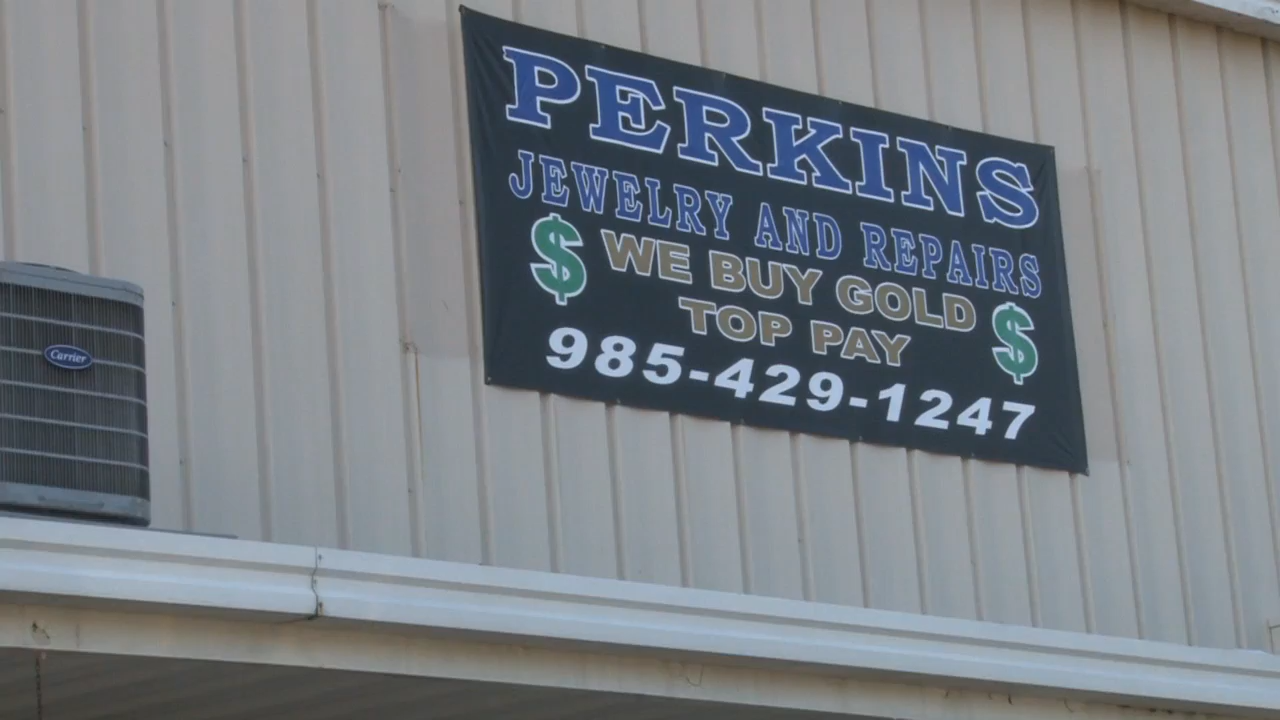 PERKINS
JEWELRY AND REPAIRS
$ WE BUY GOLD $
TOP PAY
985-429-1247
Carrier